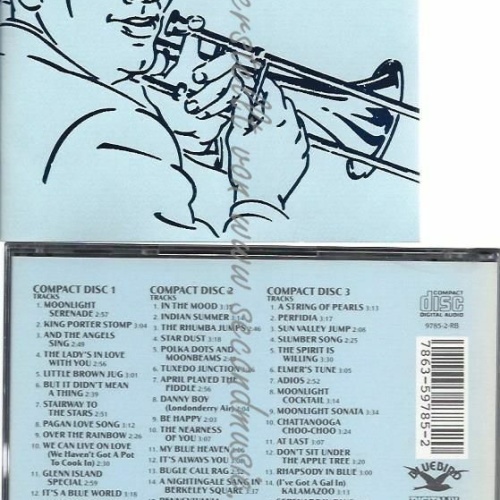 COMPACT DISC 1
TRACKS
1. MOONLIGHT
SERENADE 2:57
2. KING PORTER STOMP 3:04
3. AND THE ANGELS
SING 2:49
4. THE LADY'S IN LOVE
WITH YOU 2:56
5. LITTLE BROWN JUG 3:01
6. BUT IT DIDN'T MEAN
A THING 2:39
7. STAIRWAY TO
THE STARS 2:51
8. PAGAN LOVE SONG 3:12
9. OVER THE RAINBOW 2:26
10. WE CAN LIVE ON LOVE
(We Haven't Got A Pot
To Cook In) 2:30
11. GLENN ISLAND
SPECIAL 2:59
12. IT'S A BLUE WORLD 3:18
COMPACT DISC 2
TRACKS
1. IN THE MOOD
2. INDIAN SUMMER
3. THE RHUMBA JUMPS 2:46
4. STAR DUST 3:18
5. POLKA DOTS AND
MOONBEAMS
6. TUXEDO JUNCTION
7. APRIL PLAYED THE
FIDDLE 2:56
8. DANNY BOY
(Londonderry Air)
9. BE HAPPY
10. THE NEARNESS
OF YOU 3:07
11. MY BLUE HEAVEN
12. IT'S ALWAYS YOU
13. BUGLE CALL RAG
14. A NIGHTINGALE SANG IN
BERKELEY SQUARE
COMPACT DISC 3
TRACKS
1. A STRING OF PEARLS 3:13
2. PERFIDIA 3:17
3. SUN VALLEY JUMP 2:58
4. SLUMBER SONG 2:25
5. THE SPIRIT IS
WILLING 3:30
6. ELMER'S TUNE 3:05
7. ADIOS 2:52
8. MOONLIGHT
COCKTAIL 3:14
9. MOONLIGHT SONATA 3:14
10. CHATTANOOGA
CHOO-CHOO
11. AT LAST 3:07
12. DON'T SIT UNDER
THE APPLE TREE
13. RHAPSODY IN BLUE
14. (I've Got A Gal In)
KALAMAZOO
COMPACT
disc
DIGITAL AUDIO
9785-2-RB
7863-59785-2
BLUEBIRD